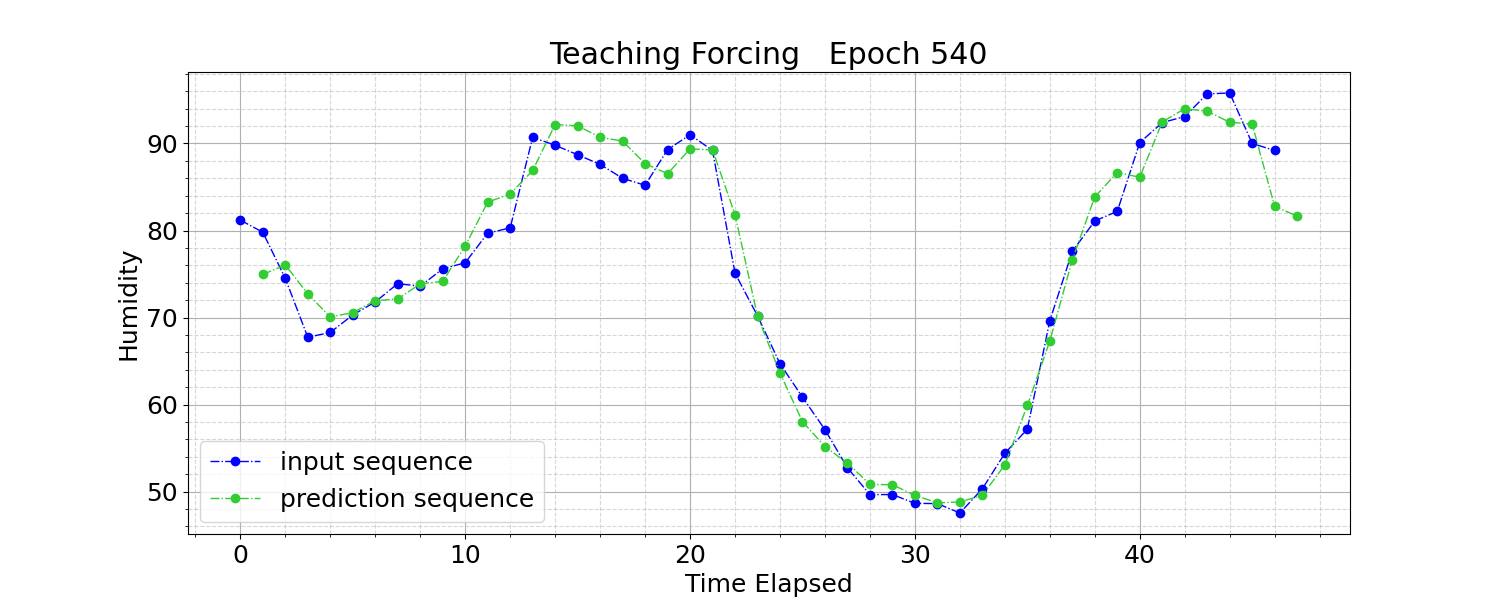 Teaching Forcing   Epoch 540
Humidity
90
80
70
60
50
input sequence
prediction sequence
0 10 20 30 40
Time Elapsed